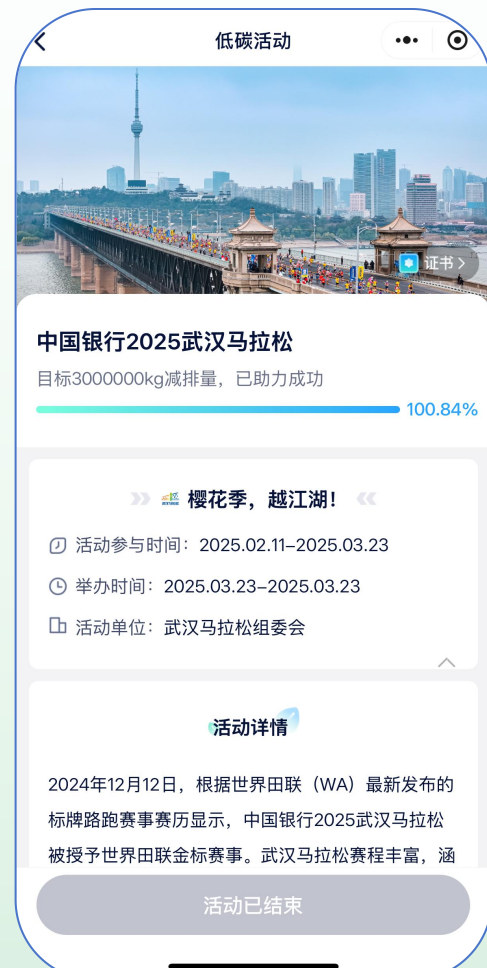 低碳活动
证书
中国银行2025武汉马拉松
目标3000000kg减排量，已助力成功
100.84%
樱花季，越江湖！
活动参与时间：2025.02.11–2025.03.23
举办时间：2025.03.23–2025.03.23
活动单位：武汉马拉松组委会
活动详情
2024年12月12日，根据世界田联（WA）最新发布的
标牌路跑赛事赛历显示，中国银行2025武汉马拉松
被授予世界田联金标赛事。武汉马拉松赛程丰富，涵
活动已结束